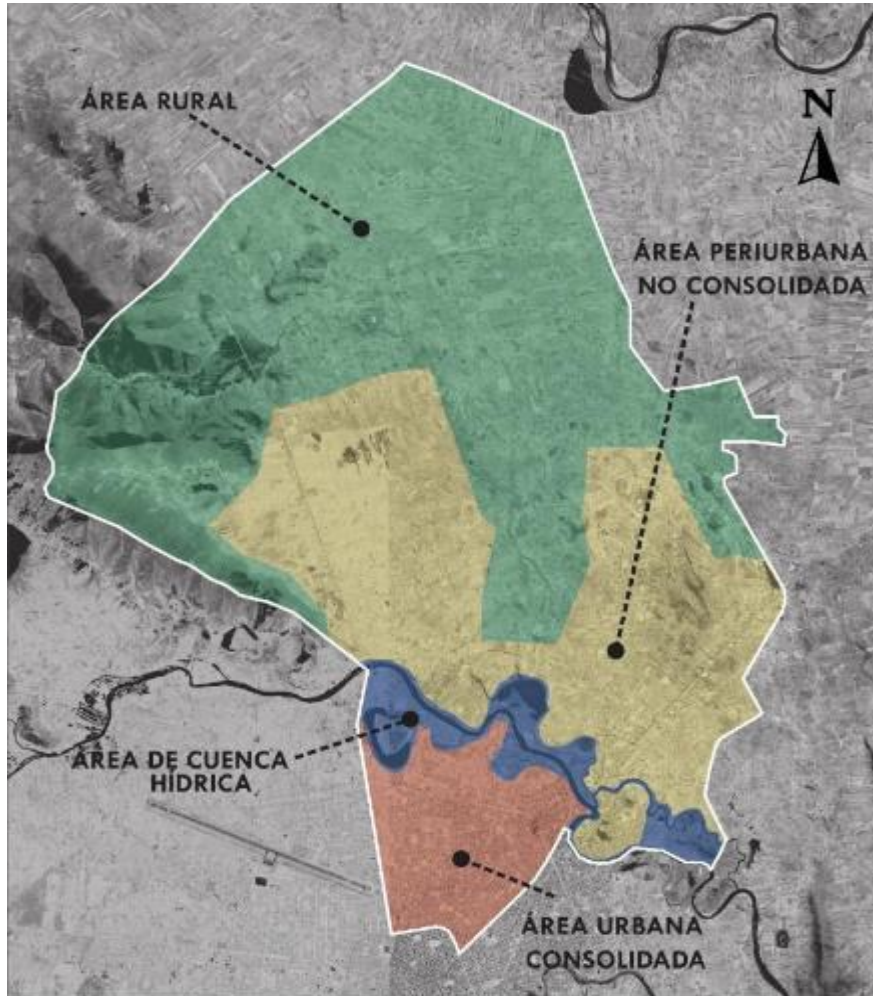 ÁREA RURAL
N
ÁREA PERIURBANA
NO CONSOLIDADA
ÁREA DE CUENCA
HÍDRICA
ÁREA URBANA
CONSOLIDADA